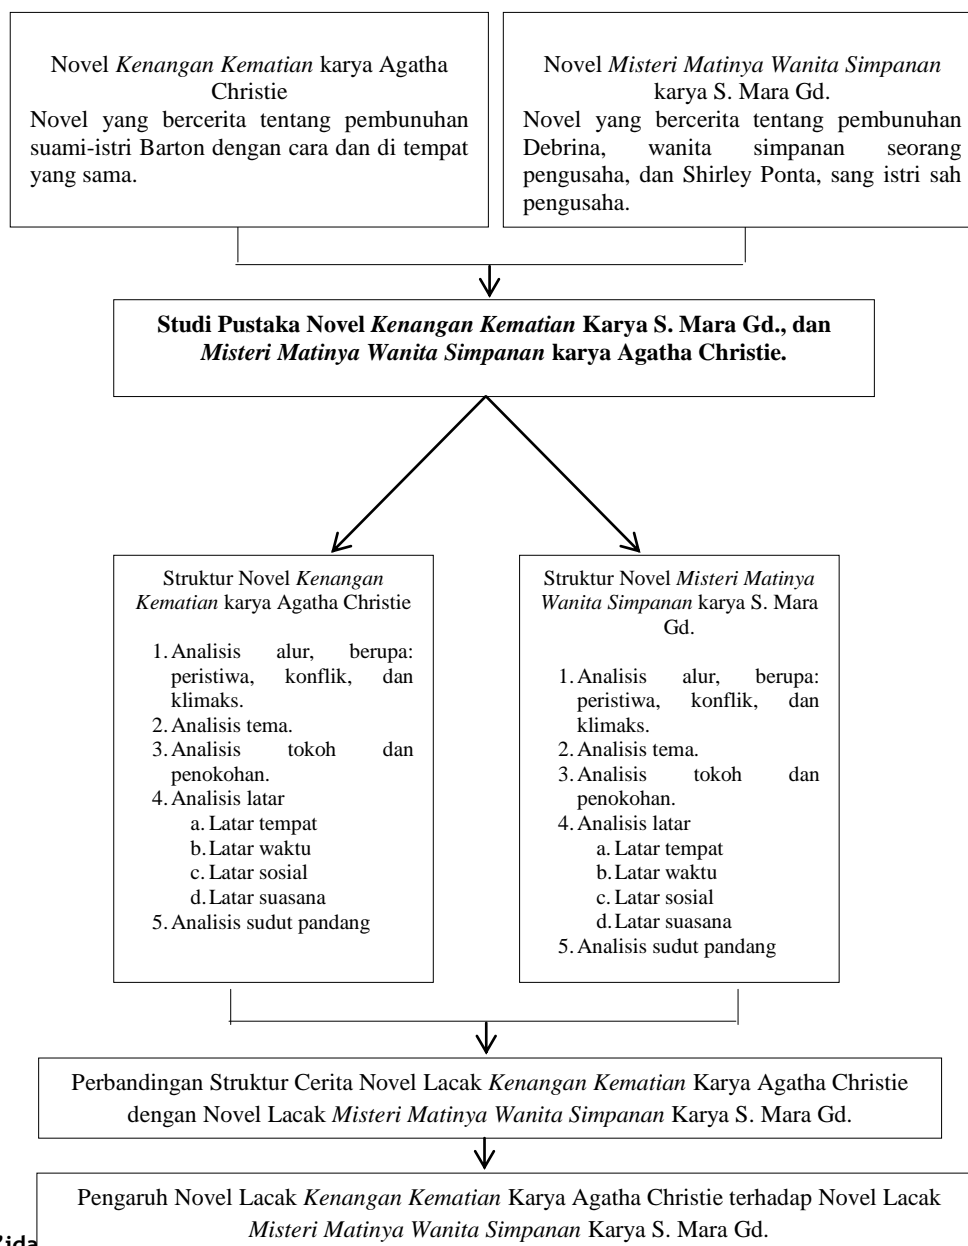 Novel Kenangan Kematian karya Agatha
Christie
Novel yang bercerita tentang pembunuhan
suami-istri Barton dengan cara dan di tempat
yang sama.
Novel Misteri Matinya Wanita Simpanan
karya S. Mara Gd.
Novel yang bercerita tentang pembunuhan
Debrina, wanita simpanan seorang
pengusaha, dan Shirley Ponta, sang istri sah
pengusaha.
Studi Pustaka Novel Kenangan Kematian Karya S. Mara Gd., dan
Misteri Matinya Wanita Simpanan karya Agatha Christie.
Struktur Novel Kenangan
Kematian karya Agatha Christie
1. Analisis alur, berupa:
peristiwa, konflik, dan
klimaks.
2. Analisis tema.
3. Analisis tokoh dan
penokohan.
4. Analisis latar
a. Latar tempat
b. Latar waktu
c. Latar sosial
d. Latar suasana
5. Analisis sudut pandang
Struktur Novel Misteri Matinya
Wanita Simpanan karya S. Mara
Gd.
1. Analisis alur, berupa:
peristiwa, konflik, dan
klimaks.
2. Analisis tema.
3. Analisis tokoh dan
penokohan.
4. Analisis latar
a. Latar tempat
b. Latar waktu
c. Latar sosial
d. Latar suasana
5. Analisis sudut pandang
Perbandingan Struktur Cerita Novel Lacak Kenangan Kematian Karya Agatha Christie
dengan Novel Lacak Misteri Matinya Wanita Simpanan Karya S. Mara Gd.
Pengaruh Novel Lacak Kenangan Kematian Karya Agatha Christie terhadap Novel Lacak
Misteri Matinya Wanita Simpanan Karya S. Mara Gd.